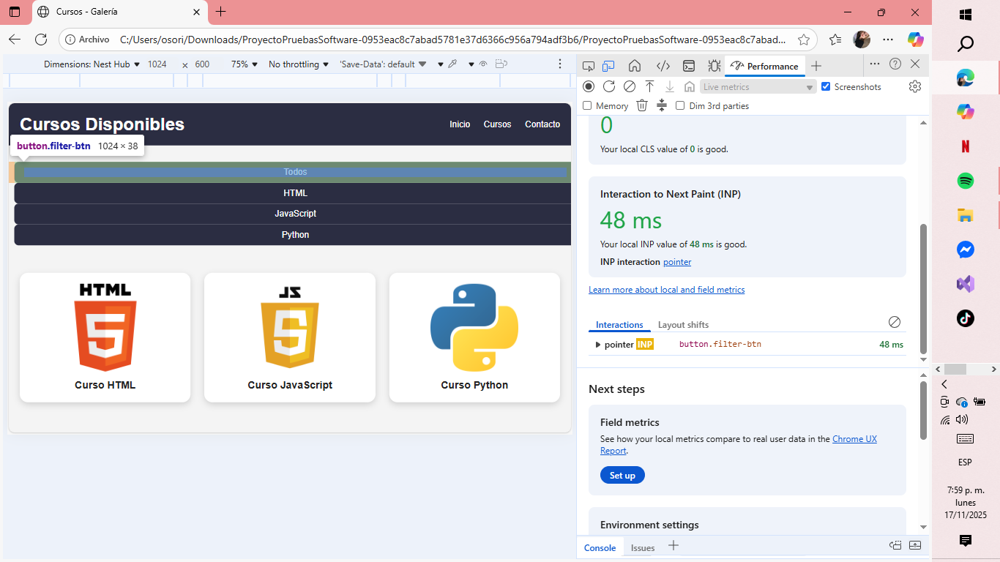 Cursos - Galería
Archivo
C:/Users/osori/Downloads/ProyectoPruebasSoftware-0953eac8c7abad5781e37d6366c956a794adf3b6/ProyectoPruebasSoftware-0953eac8c7abad...
Dimensions: Nest Hub 1024 × 600 75% No throttling 'Save-Data': default
Cursos Disponibles
Inicio Cursos Contacto
button.filter-btn 1024 × 38
Todos
HTML
JavaScript
Python
HTML
5
Curso HTML
JS
5
Curso JavaScript
Curso Python
Performance
Live metrics
Screenshots
Memory
Dim 3rd parties
0
Your local CLS value of 0 is good.
Interaction to Next Paint (INP)
48 ms
Your local INP value of 48 ms is good.
INP interaction pointer
Learn more about local and field metrics
Interactions Layout shifts
pointer INP button.filter-btn 48 ms
Next steps
Field metrics
See how your local metrics compare to real user data in the Chrome UX
Report.
Set up
Environment settings
Console Issues
N
ESP
7:59 p. m.
lunes
17/11/2025